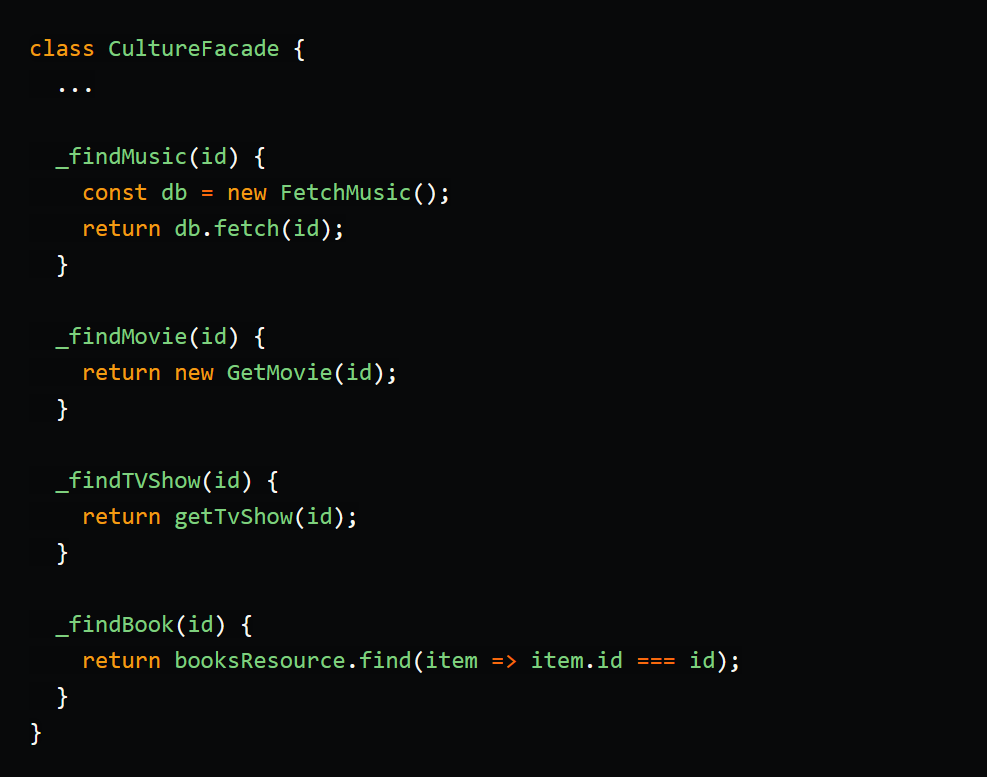 class CultureFacade {
  ...

  _findMusic(id) {
    const db = new FetchMusic();
    return db.fetch(id);
  }

  _findMovie(id) {
    return new GetMovie(id);
  }

  _findTVShow(id) {
    return getTvShow(id);
  }

  _findBook(id) {
    return booksResource.find(item => item.id === id);
  }
}